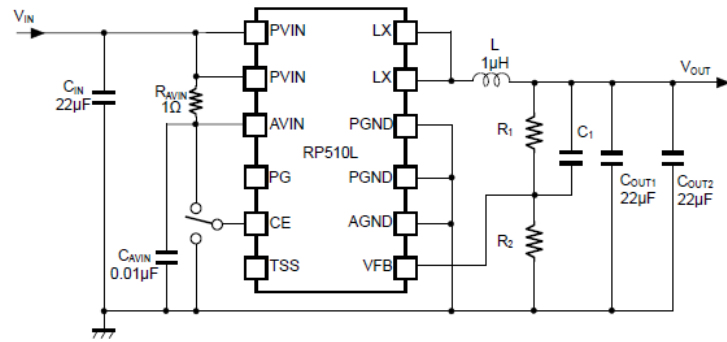 VIN
CIN
22µF
RAVIN
1Ω
CAVIN
0.01µF
PVIN
PVIN
AVIN
PG
CE
TSS
RP510L
LX
LX
PGND
PGND
AGND
VFB
L
1µH
VOUT
R1
C1
R2
COUT1
22µF
COUT2
22µF